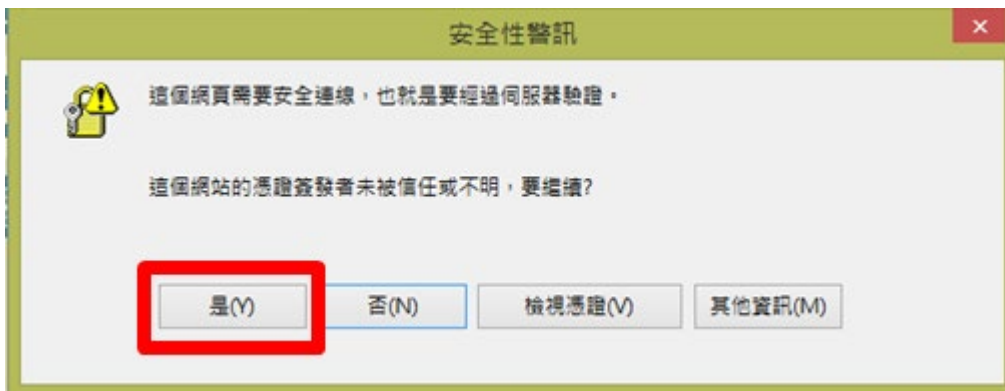 安全性警訊
這個網頁需要安全連線，也就是要經過伺服器驗證。
這個網站的憑證簽發者未被信任或不明，要繼續?
是(Y) 否(N) 檢視憑證(V) 其他資訊(M)